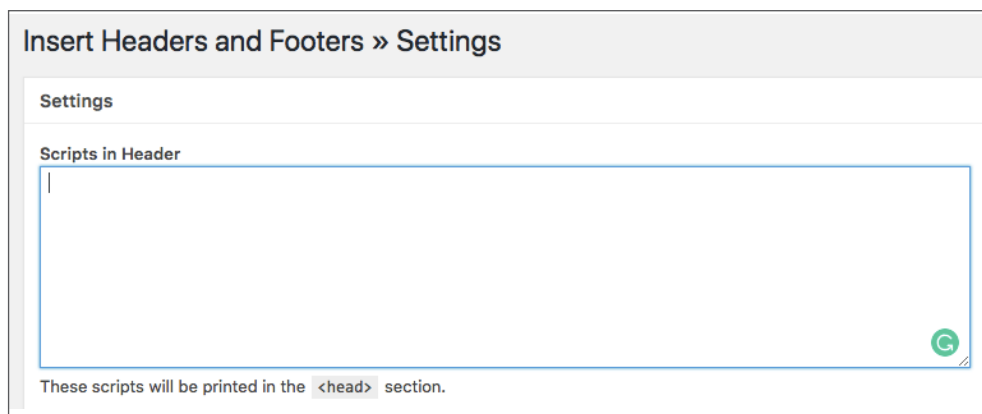 Insert Headers and Footers » Settings
Settings
Scripts in Header
These scripts will be printed in the <head> section.